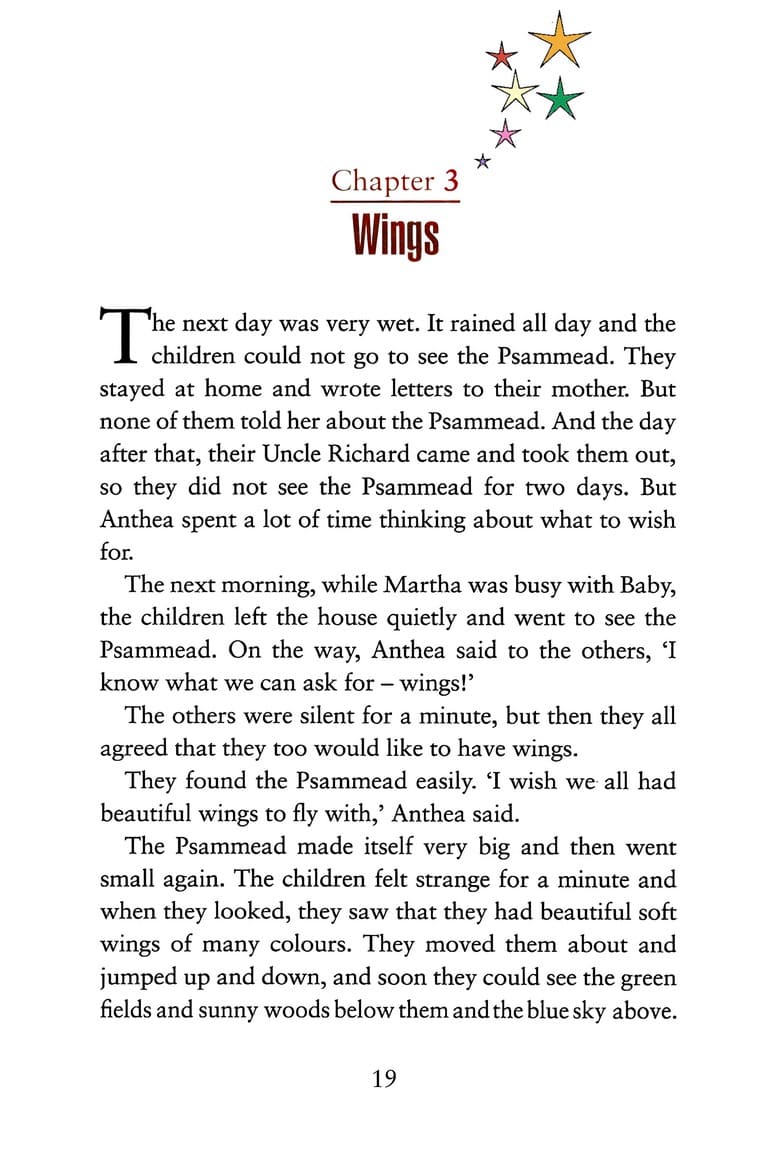 Chapter 3
Wings
The next day was very wet. It rained all day and the
children could not go to see the Psammead. They
stayed at home and wrote letters to their mother. But
none of them told her about the Psammead. And the day
after that, their Uncle Richard came and took them out,
so they did not see the Psammead for two days. But
Anthea spent a lot of time thinking about what to wish
for.
The next morning, while Martha was busy with Baby,
the children left the house quietly and went to see the
Psammead. On the way, Anthea said to the others, ‘I
know what we can ask for – wings!’
The others were silent for a minute, but then they all
agreed that they too would like to have wings.
They found the Psammead easily. ‘I wish we all had
beautiful wings to fly with,’ Anthea said.
The Psammead made itself very big and then went
small again. The children felt strange for a minute and
when they looked, they saw that they had beautiful soft
wings of many colours. They moved them about and
jumped up and down, and soon they could see the green
fields and sunny woods below them and the blue sky above.
19